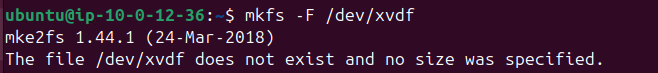 ubuntu@ip-10-0-12-36:~$ mkfs -F /dev/xvdf
mke2fs 1.44.1 (24-Mar-2018)
The file /dev/xvdf does not exist and no size was specified.